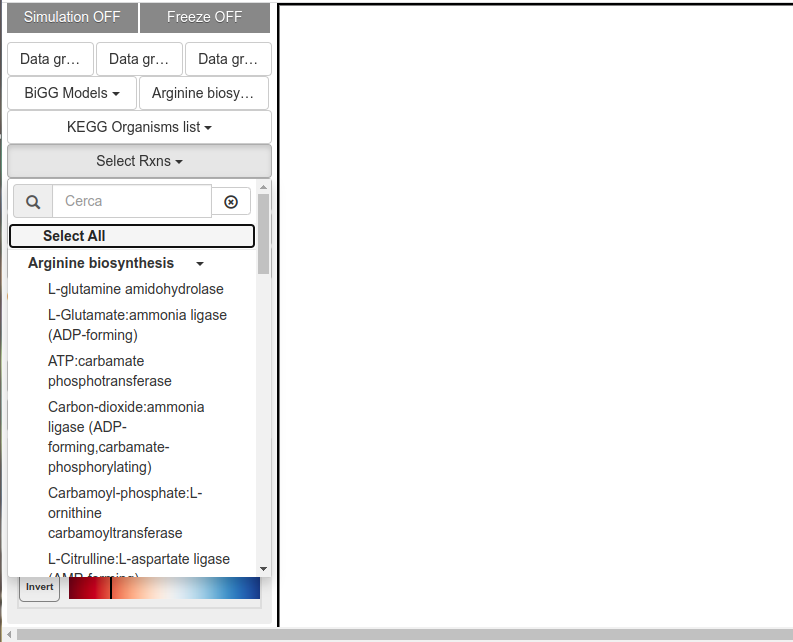 Simulation OFF Freeze OFF
Data gr… Data gr… Data gr…
BiGG Models Arginine biosy…
KEGG Organisms list
Select Rxns
Cerca
Select All
Arginine biosynthesis
L-glutamine amidohydrolase
L-Glutamate:ammonia ligase
(ADP-forming)
ATP:carbamate
phosphotransferase
Carbon-dioxide:ammonia
ligase (ADP-
forming,carbamate-
phosphorylating)
Carbamoyl-phosphate:L-
ornithine
carbamoyltransferase
L-Citrulline:L-aspartate ligase
(AMP-forming)
Invert